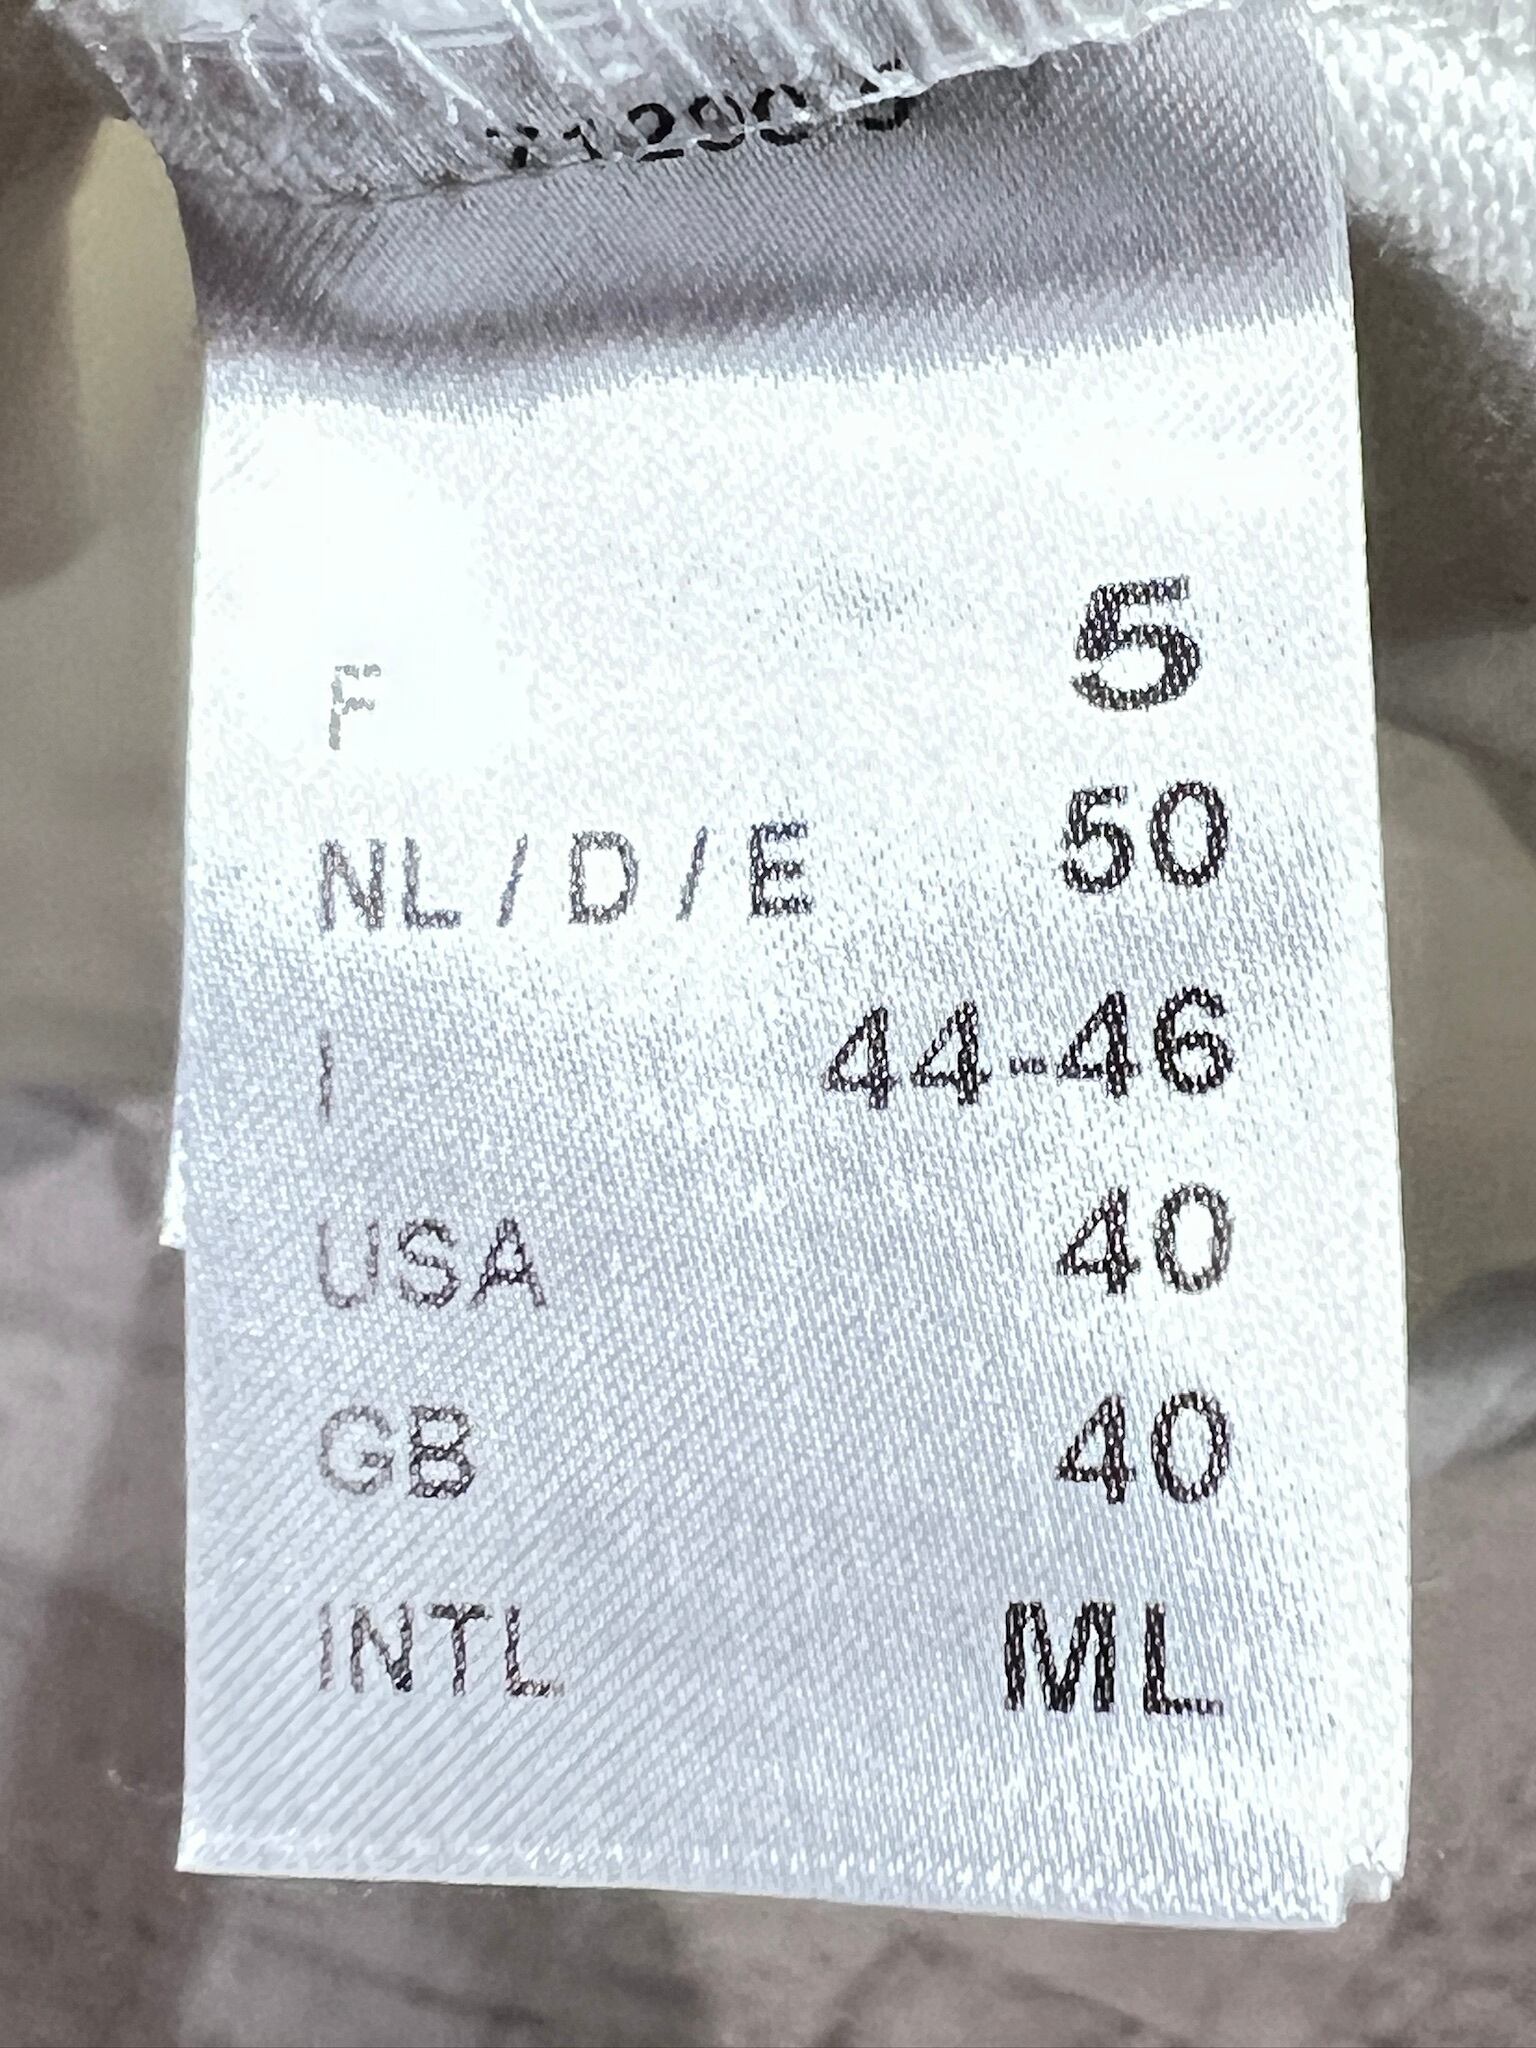 F 5
NL / D / E 50
I 44-46
USA 40
GB 40
INTL ML